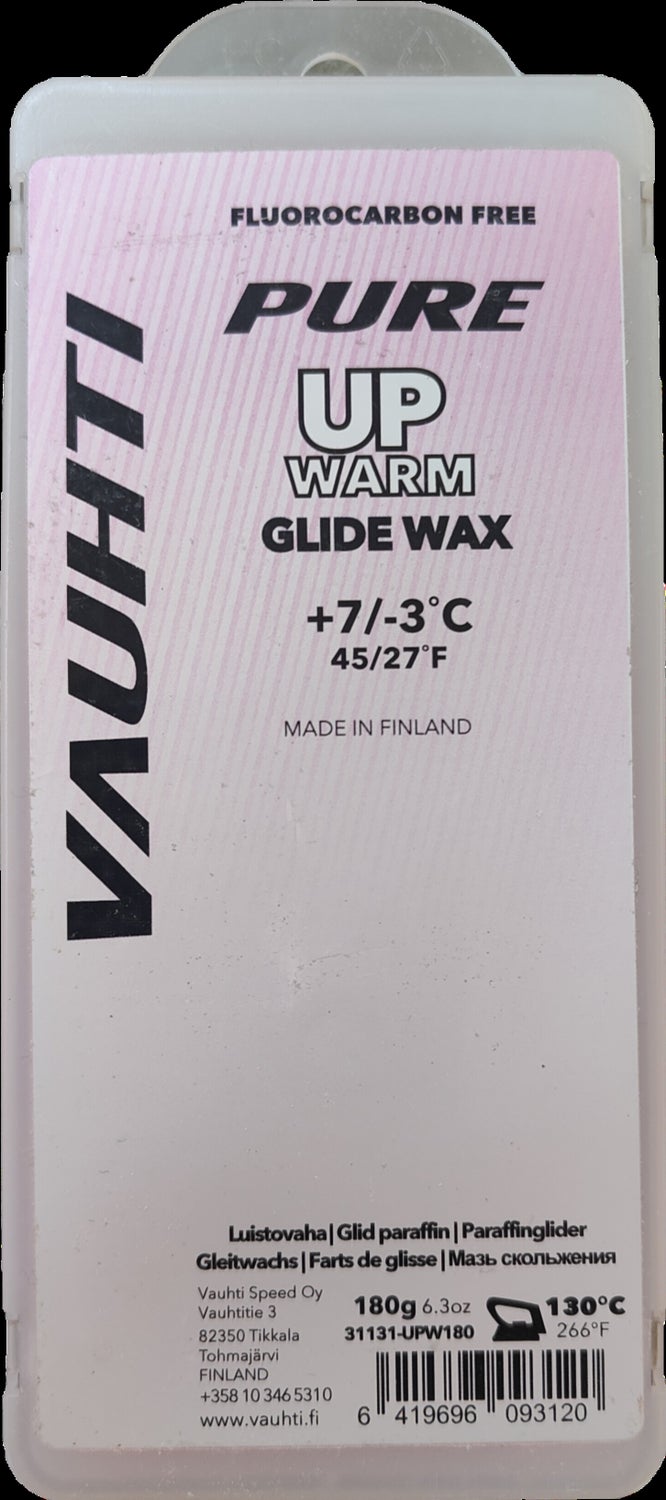 FLUOROCARBON FREE
PURE
UP
WARM
GLIDE WAX
+7/-3°C
45/27°F
MADE IN FINLAND
VAUHTI
Luistovaha | Glid paraffin | Paraffinglider
Gleitwachs | Farts de glisse | Мазь скольжения
Vauhti Speed Oy
Vauhtitie 3
82350 Tikkala
Tohmajärvi
FINLAND
+358 10 346 5310
www.vauhti.fi
180g 6.3oz
31131-UPW180
130°C
266°F
6 419696 093120